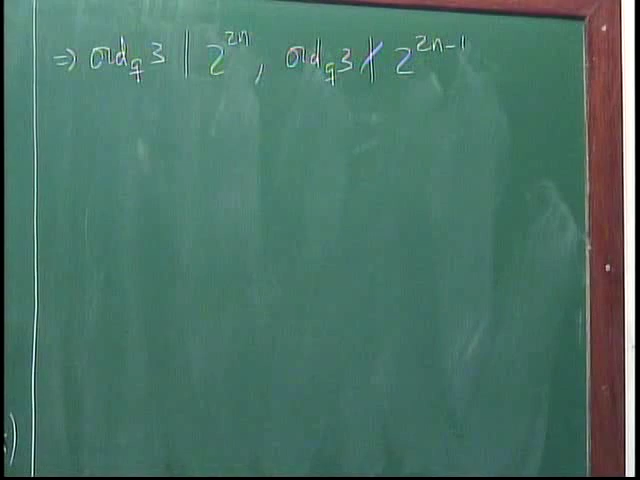 ⇒ ord_q 3 | 2^{2n}, ord_q 3 ∤ 2^{2n-1}